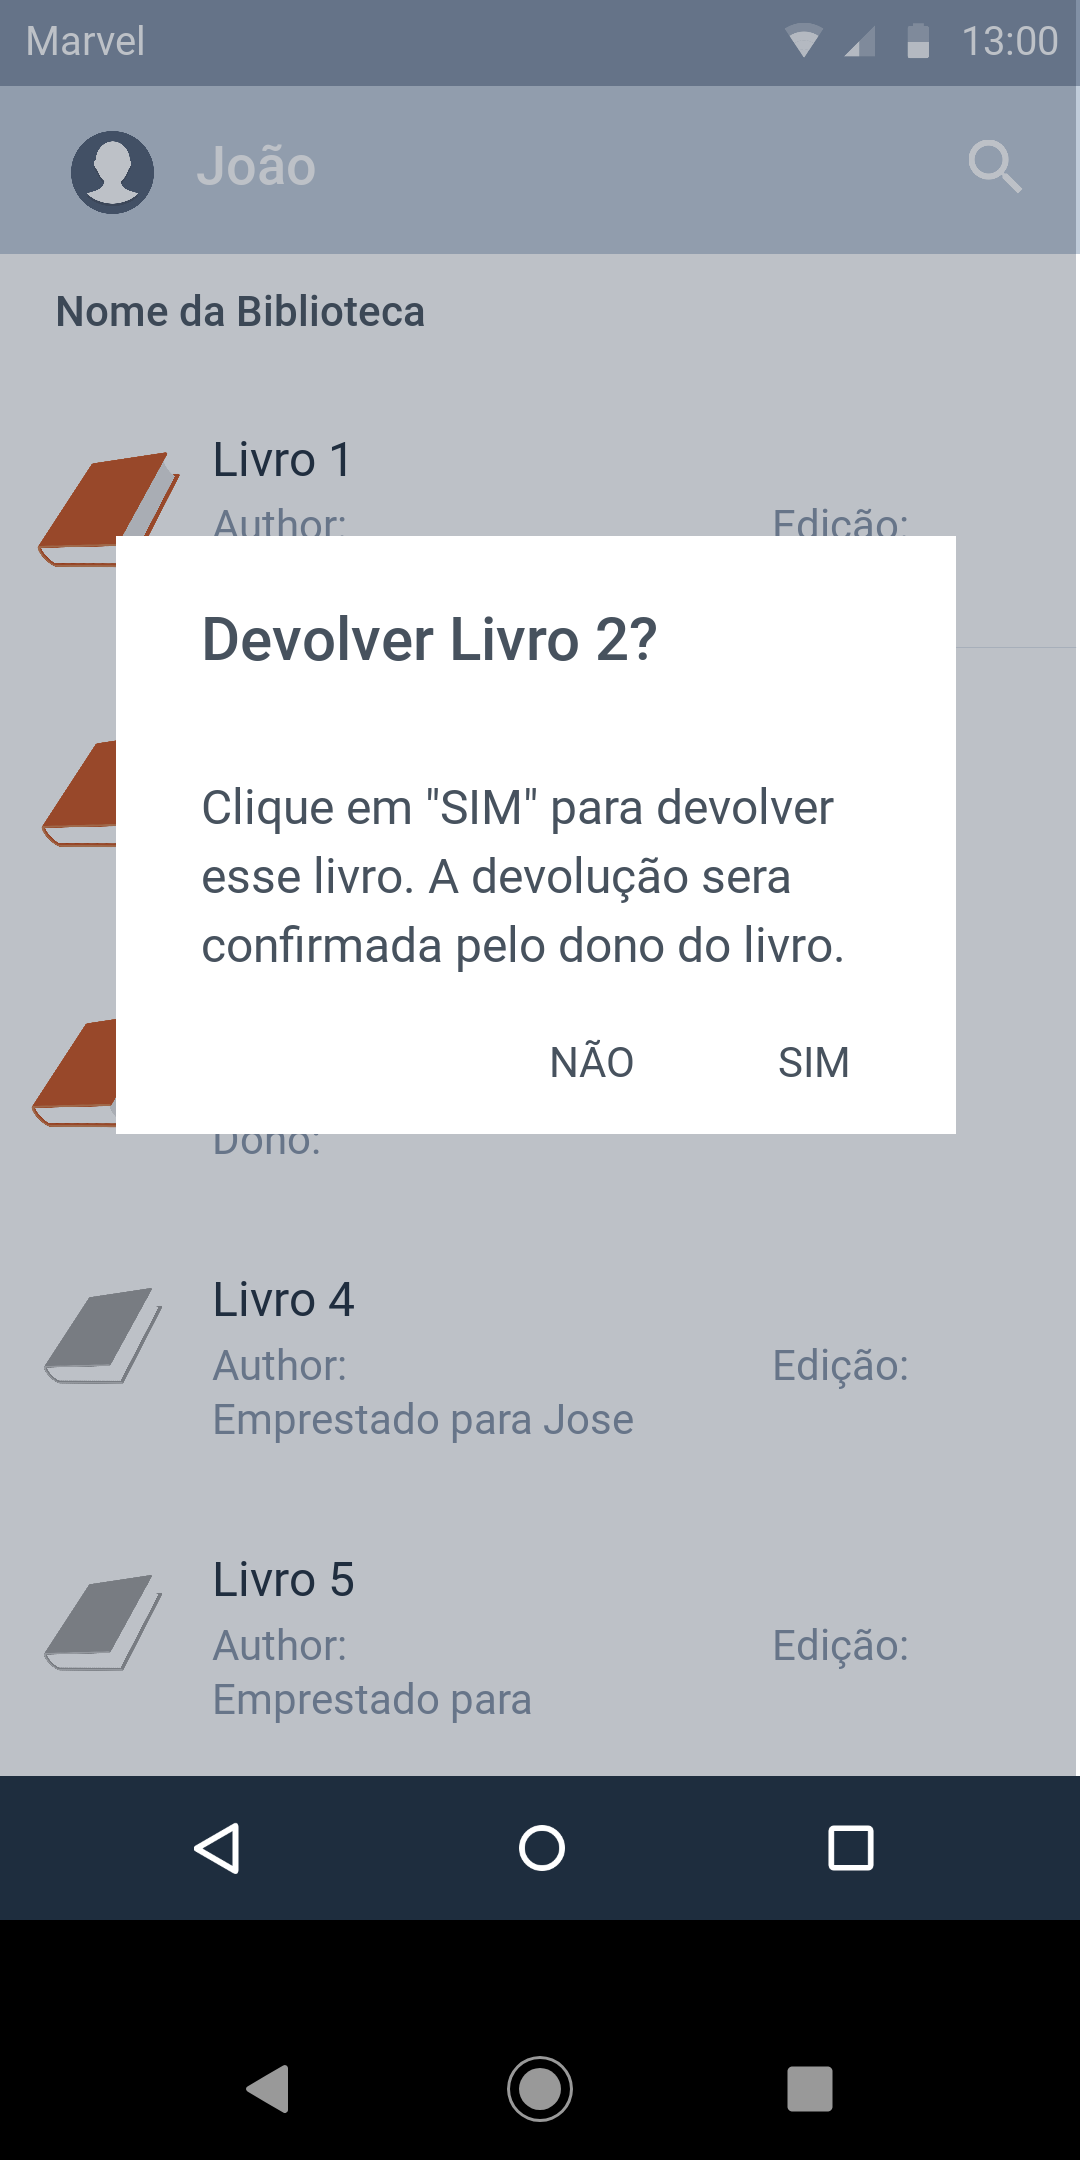 Marvel 13:00
João
Nome da Biblioteca
Livro 1
Author: Edição:
Devolver Livro 2?
Clique em "SIM" para devolver
esse livro. A devolução sera
confirmada pelo dono do livro.
NÃO SIM
Dono:
Livro 4
Author: Edição:
Emprestado para Jose
Livro 5
Author: Edição:
Emprestado para